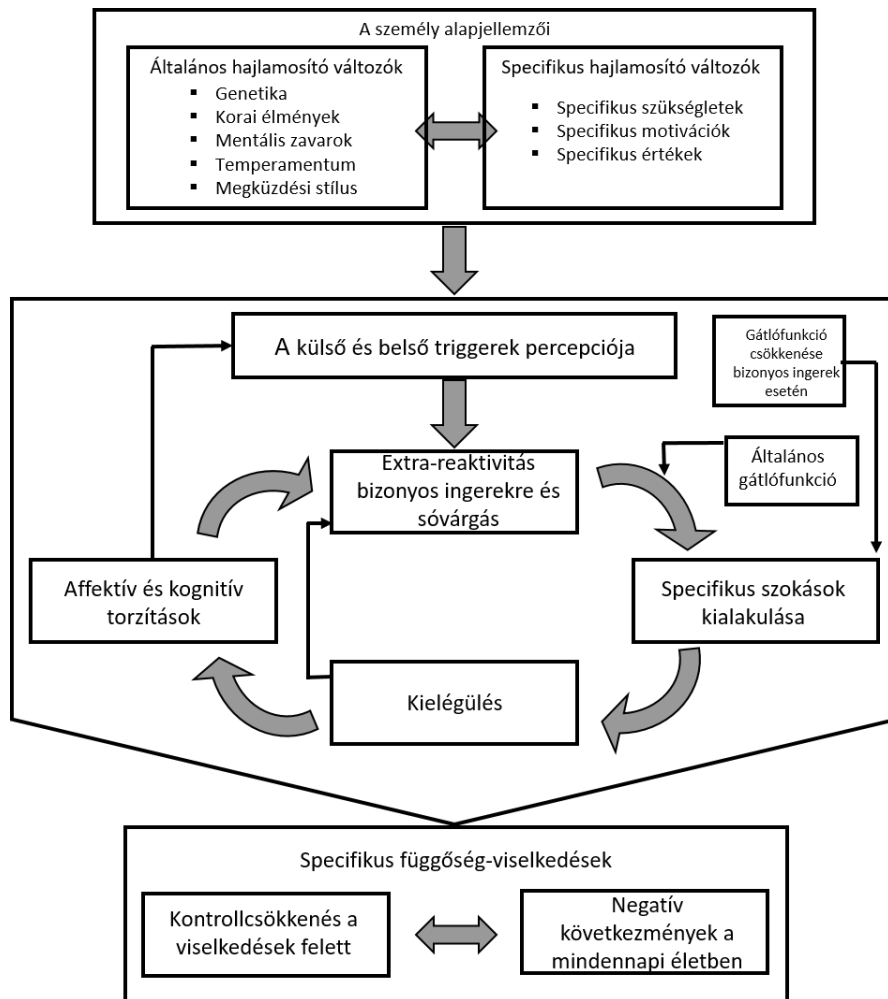 A személy alapjellemzői
Általános hajlamosító változók
▪ Genetika
▪ Korai élmények
▪ Mentális zavarok
▪ Temperamentum
▪ Megküzdési stílus
Specifikus hajlamosító változók
▪ Specifikus szükségletek
▪ Specifikus motivációk
▪ Specifikus értékek
A külső és belső triggerek percepciója
Gátlófunkció
csökkenése
bizonyos ingerek
esetén
Extra-reaktivitás
bizonyos ingerekre és
sóvárgás
Általános
gátlófunkció
Affektív és kognitív
torzítások
Specifikus szokások
kialakulása
Kielégülés
Specifikus függőség-viselkedések
Kontrollcsökkenés a
viselkedések felett
Negatív
következmények a
mindennapi életben